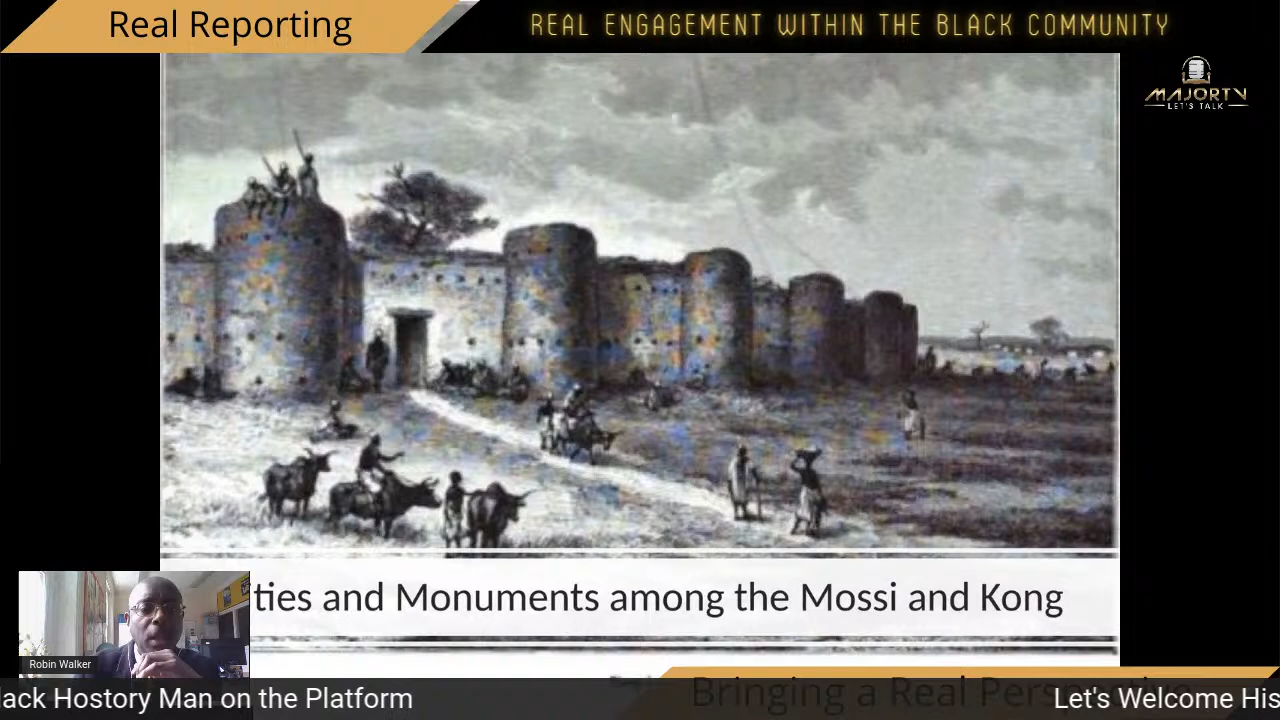 Real Reporting
REAL ENGAGEMENT WITHIN THE BLACK COMMUNITY
MAJORTV
LET'S TALK
ties and Monuments among the Mossi and Kong
Robin Walker
Bringing a Real Perspective
lack Hostory Man on the Platform
Let's Welcome His